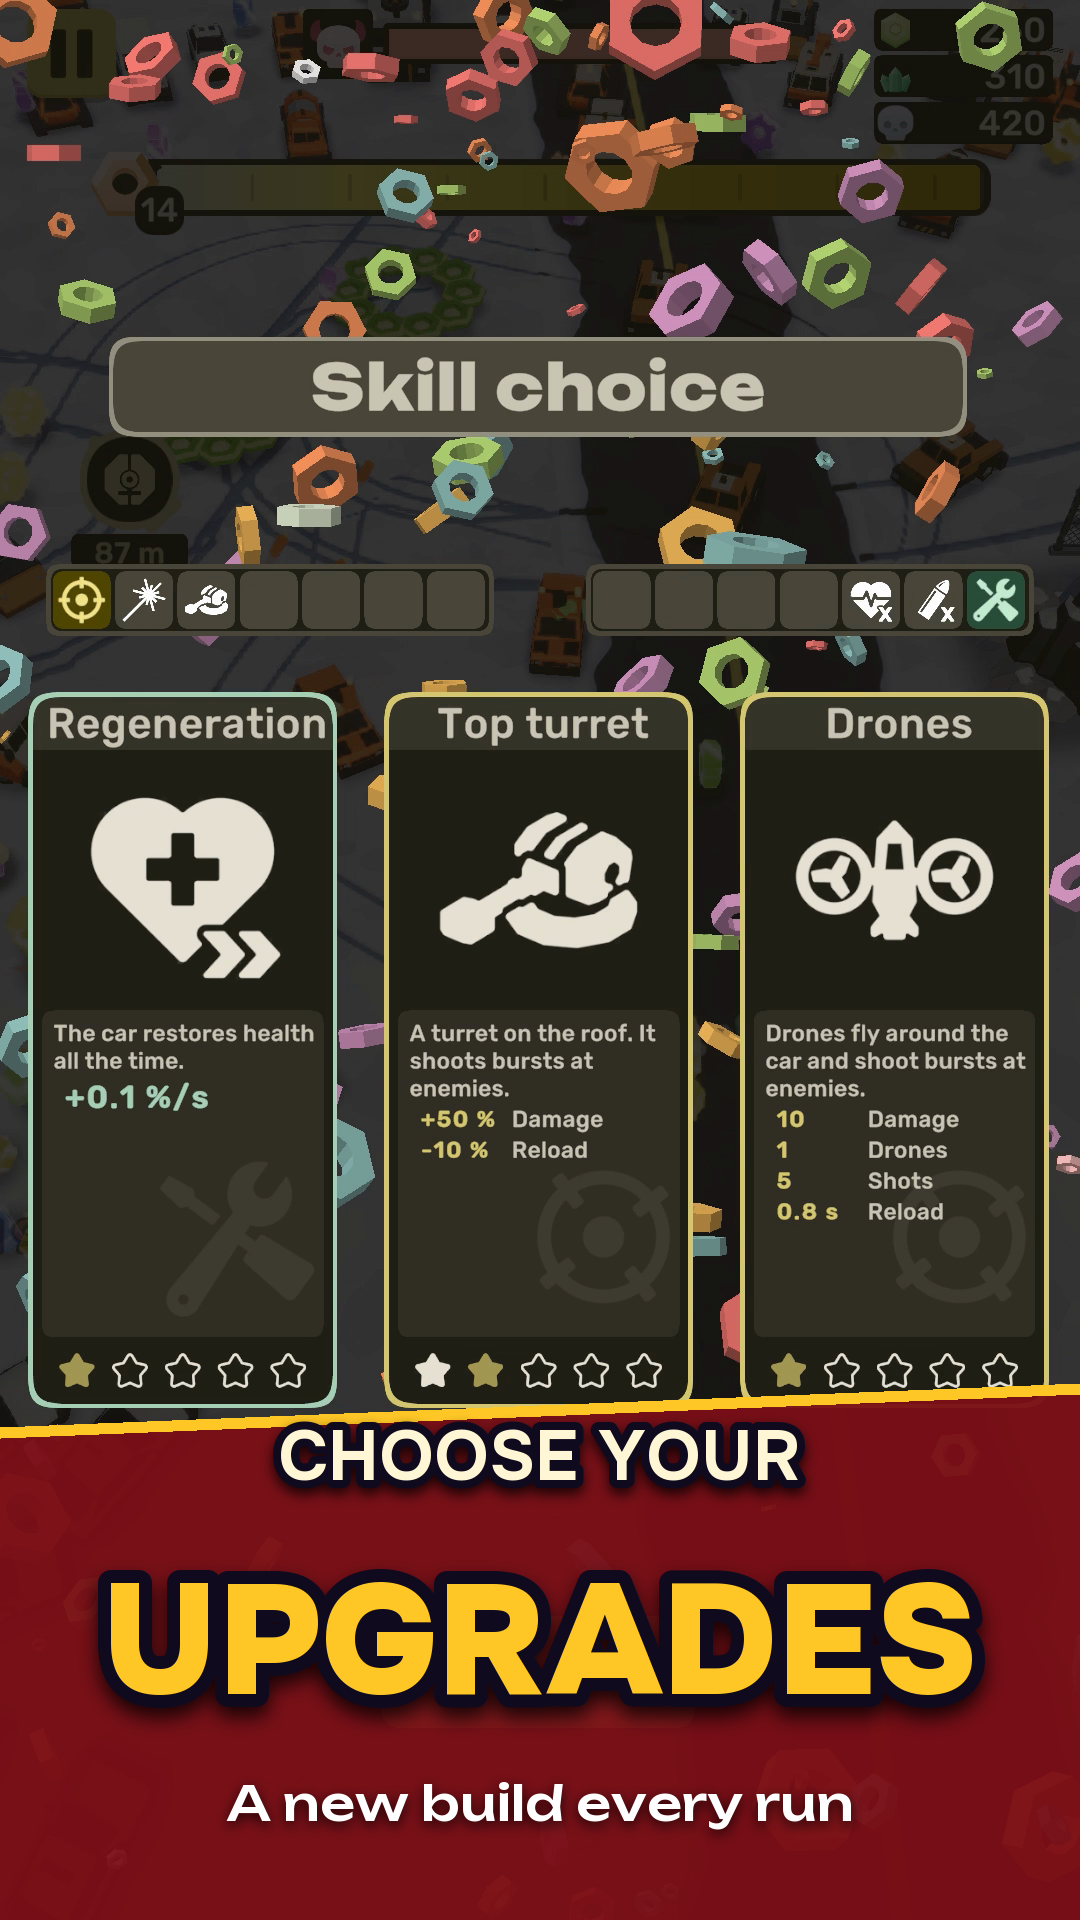 310
420
14
Skill choice
87 m
x
x
Regeneration
The car restores health
all the time.
+0.1 %/s
Top turret
A turret on the roof. It
shoots bursts at
enemies.
+50 % Damage
-10 % Reload
Drones
Drones fly around the
car and shoot bursts at
enemies.
10 Damage
1 Drones
5 Shots
0.8 s Reload
CHOOSE YOUR
UPGRADES
A new build every run